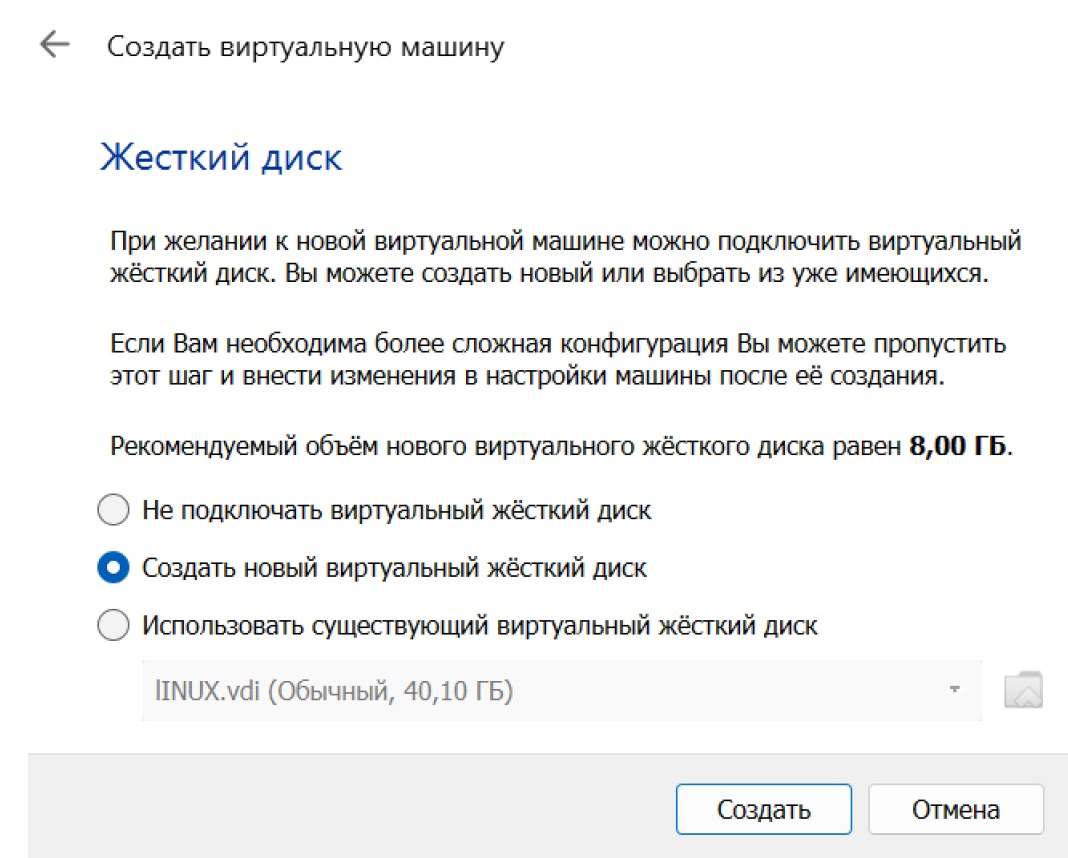 Создать виртуальную машину
Жесткий диск
При желании к новой виртуальной машине можно подключить виртуальный
жёсткий диск. Вы можете создать новый или выбрать из уже имеющихся.
Если Вам необходима более сложная конфигурация Вы можете пропустить
этот шаг и внести изменения в настройки машины после её создания.
Рекомендуемый объём нового виртуального жёсткого диска равен 8,00 ГБ.
Не подключать виртуальный жёсткий диск
Создать новый виртуальный жёсткий диск
Использовать существующий виртуальный жёсткий диск
lINUX.vdi (Обычный, 40,10 ГБ)
Создать
Отмена